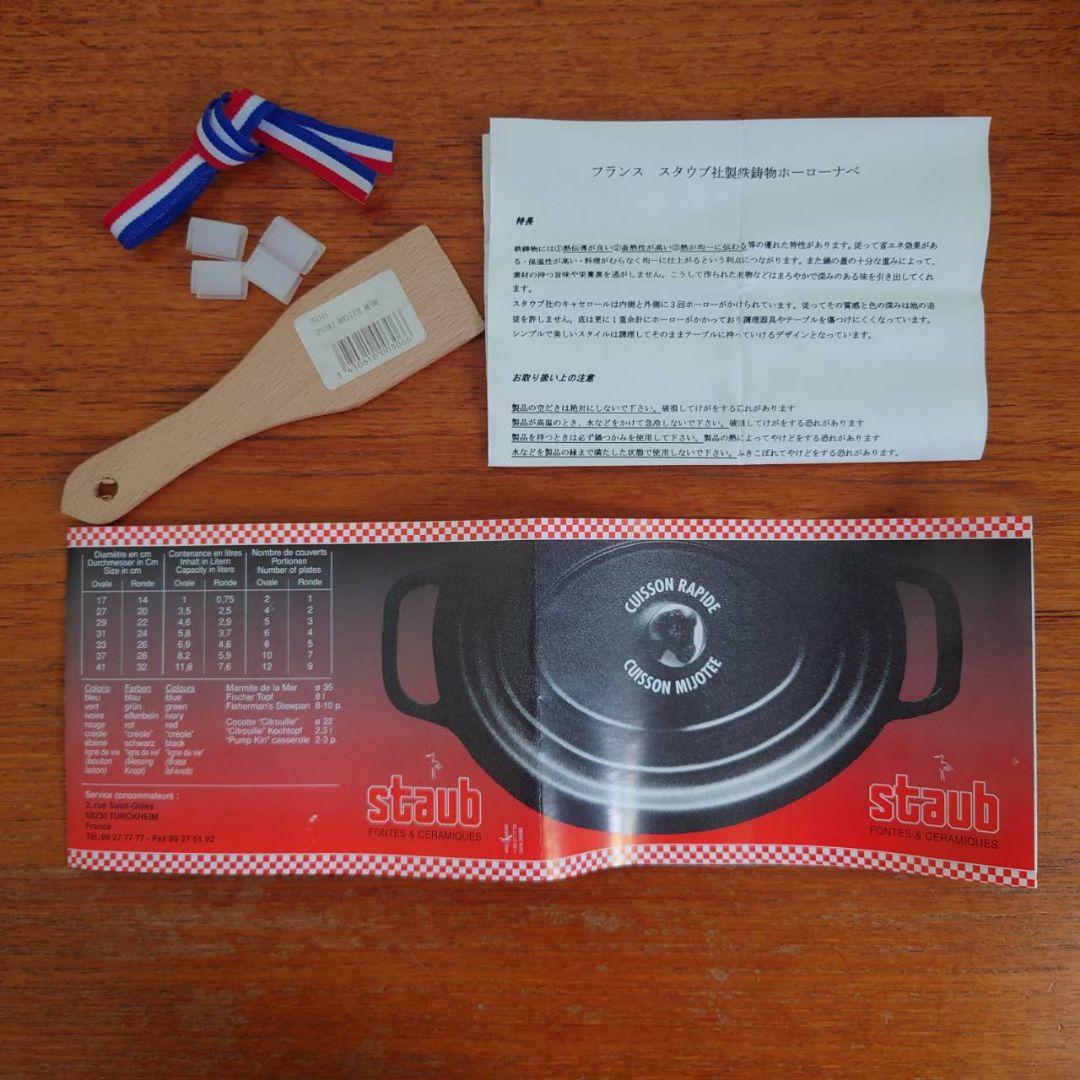 306
3 430610 003066
フランス スタウブ社製鉄鋳物ホーローナベ
特長
鉄鋳物には①熱伝導が良い②蓄熱性が高い③熱が均一に伝わる等の優れた特性があります。従って省エネ効果があ
る・保温性が高い・料理がむらなく均一に仕上がるという利点につながります。また鍋の蓋の十分な重みによって、
素材の持つ旨味や栄養素を逃がしません。こうして作られた煮物などはまろやかで深みのある味を引き出してくれ
ます。
スタウブ社のキャセロールは内側と外側に3回ホーローがかけられています。従ってその質感と色の深みは他の追
従を許しません。底は更に1重余計にホーローがかかっており調理器具やテーブルを傷つけにくくなっています。
シンプルで美しいスタイルは調理してそのままテーブルに持っていけるデザインとなっています。
お取り扱い上の注意
製品の空だきは絶対にしないで下さい。破損してけがをする恐れがあります
製品が高温のとき、水などをかけて急冷しないで下さい。破損してけがをする恐れがあります
製品を持つときは必ず鍋つかみを使用して下さい。製品の熱によってやけどをする恐れがあります
水などを製品の縁まで満たした状態で使用しないで下さい。ふきこぼれてやけどをする恐れがあります。
Diamètre en cm Contenance en litres Nombre de couverts
Durchmesser in Cm Inhalt in Litern Portionen
Size in cm Capacity in liters Number of plates
Ovale Ronde Ovale Ronde Ovale Ronde
17 14 1 0,75 2 1
27 20 3,5 2,5 4 2
29 22 4,6 2,9 5 3
31 24 5,8 3,7 6 4
33 26 6,9 4,8 8 5
37 28 8,2 5,9 10 7
41 32 11,8 7,6 12 9
Coloris Farben Colours
bleu blau blue
vert grün green
ivoire elfenbein ivory
rouge rot red
créole "créole" "créole"
ébène schwarz black
ligne de vie "ligne de vie" "ligne de vie"
(bouton (Messing (Brass
laiton) Knopf) lid-knob)
Marmite de la Mer ø 35
Fischer Topf 8 l
Fisherman's Stewpan 8-10 p.
Cocotte "Citrouille" ø 22
"Citrouille" Kochtopf 2,3 l
"Pump Kin" casserole 2-3 p.
Service consommateurs :
2, rue Saint-Gilles
68230 TURCKHEIM
France
Tél. 89 27 77 77 - Fax 89 27 51 92
staub
FONTES & CERAMIQUES
CUISSON RAPIDE
CUISSON MIJOTEE
staub
FONTES & CERAMIQUES